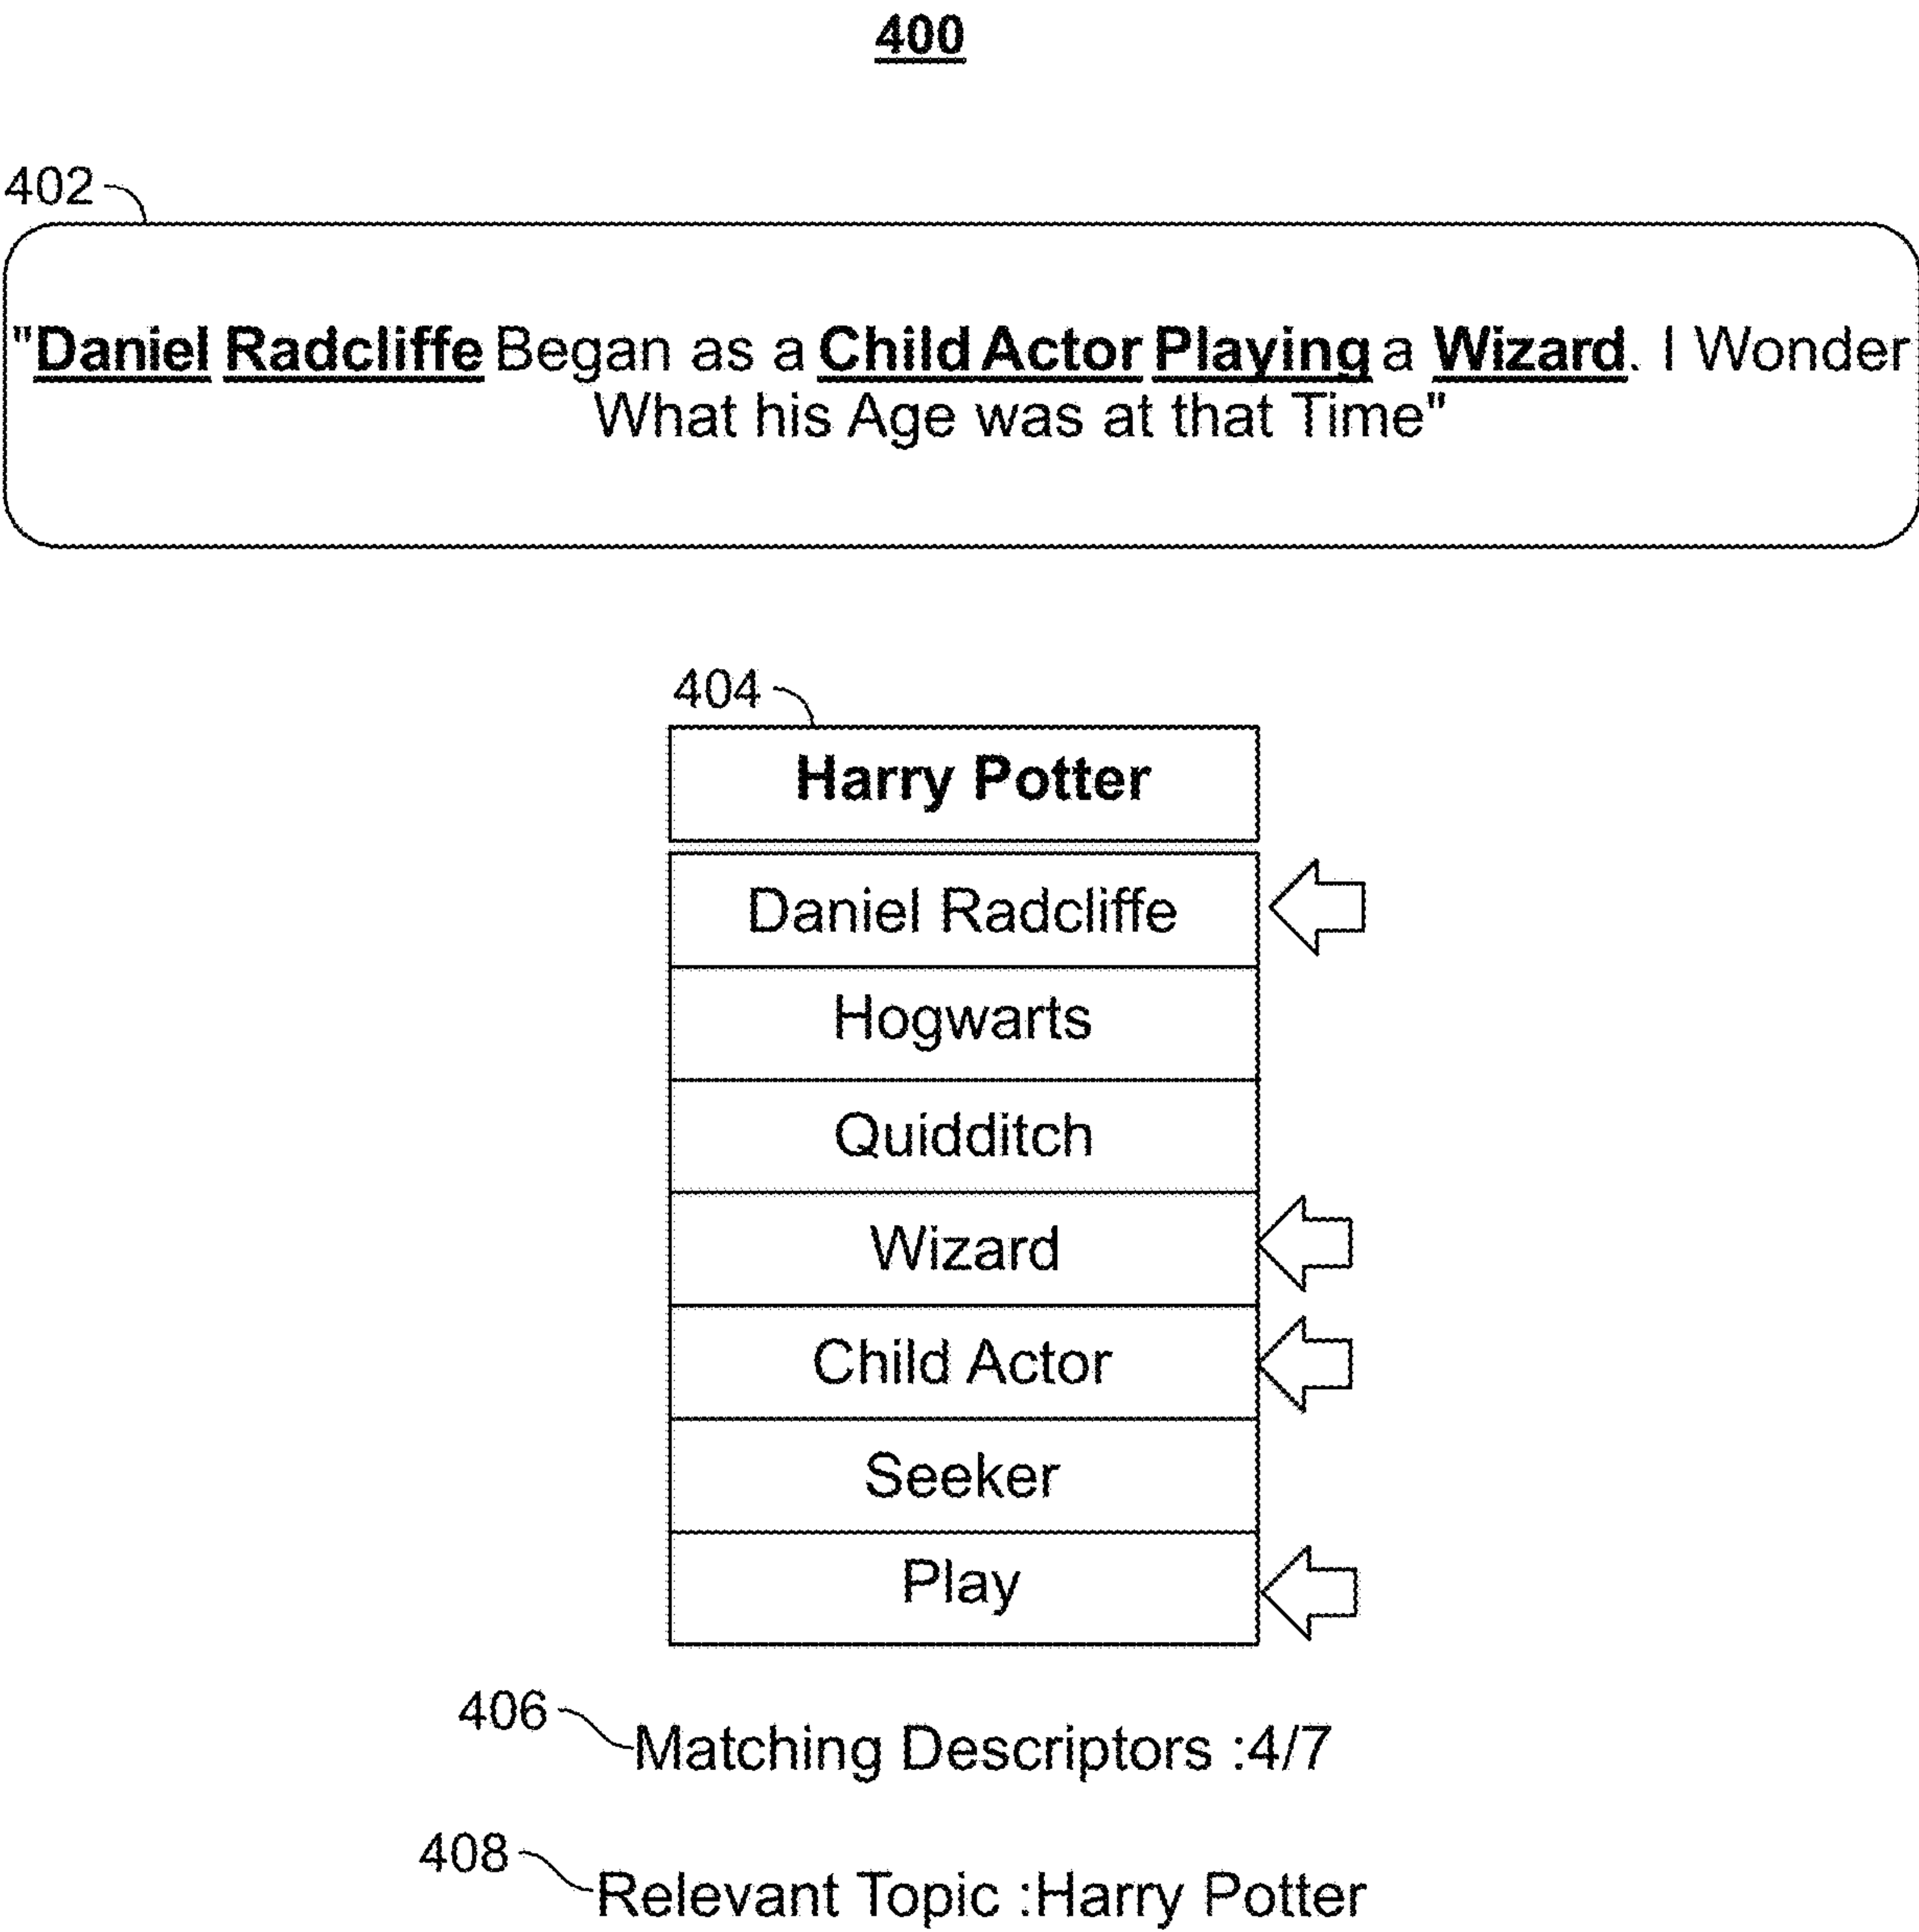 400
402
"Daniel Radcliffe Began as a Child Actor Playing a Wizard. I Wonder
What his Age was at that Time"
404
Harry Potter
Daniel Radcliffe
Hogwarts
Quidditch
Wizard
Child Actor
Seeker
Play
406
Matching Descriptors :4/7
408
Relevant Topic :Harry Potter